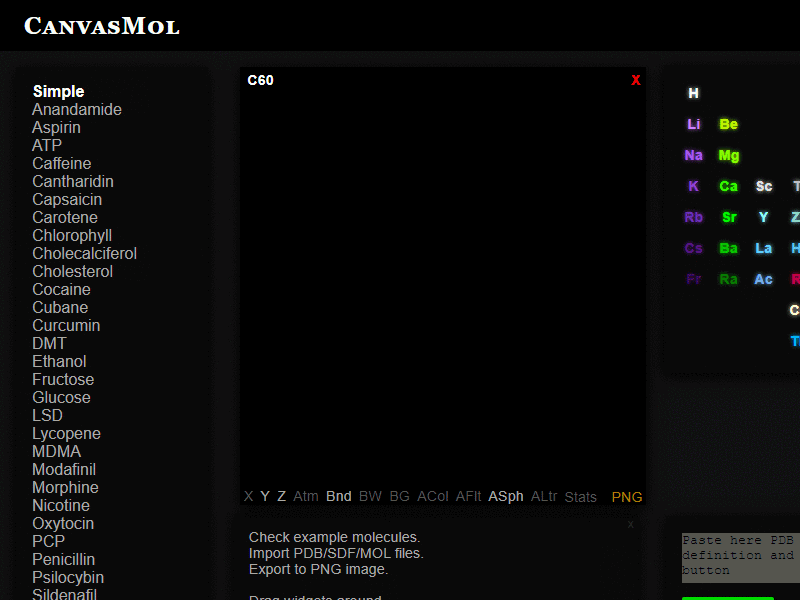 CanvasMol
Simple
Anandamide
Aspirin
ATP
Caffeine
Cantharidin
Capsaicin
Carotene
Chlorophyll
Cholecalciferol
Cholesterol
Cocaine
Cubane
Curcumin
DMT
Ethanol
Fructose
Glucose
LSD
Lycopene
MDMA
Modafinil
Morphine
Nicotine
Oxytocin
PCP
Penicillin
Psilocybin
Sildenafil
C60 X
X Y Z Atm Bnd BW BG ACol AFlt ASph ALtr Stats PNG
x
Check example molecules.
Import PDB/SDF/MOL files.
Export to PNG image.
Drag widgets around
H
Li Be
Na Mg
K Ca Sc
Rb Sr Y
Cs Ba La
Fr Ra Ac
Paste here PDB
definition and
button